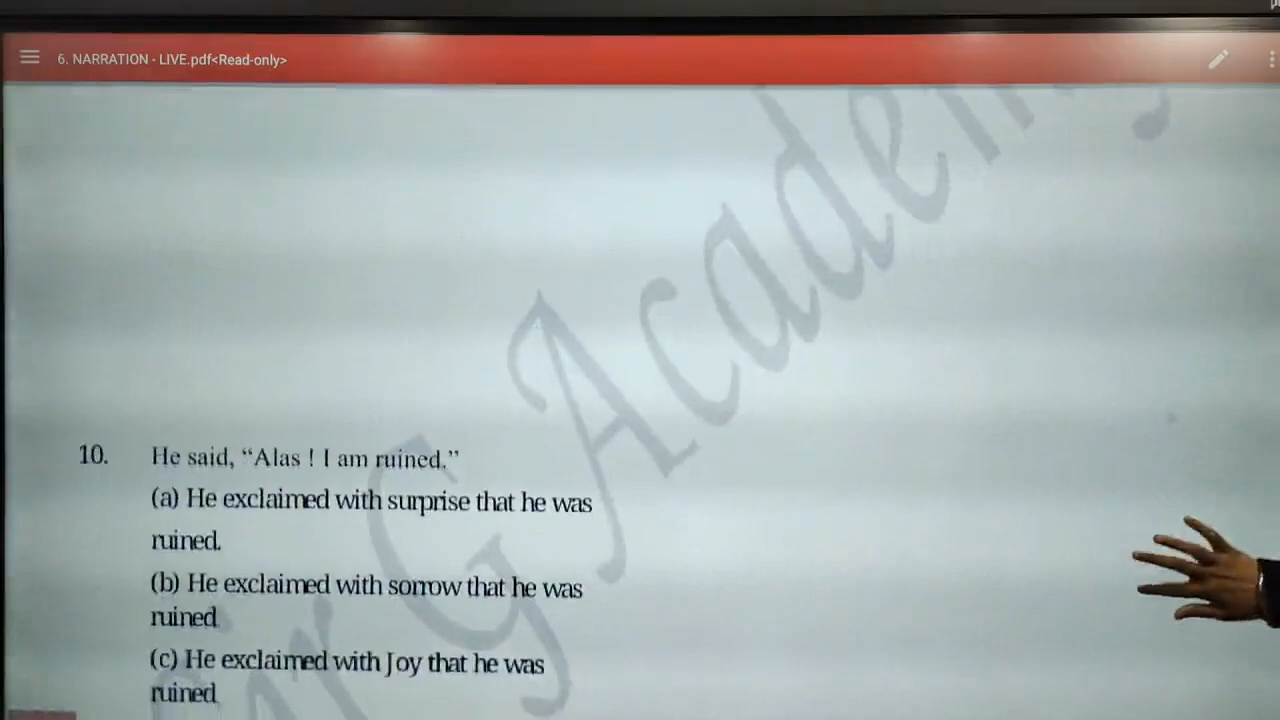 6. NARRATION - LIVE.pdf<Read-only>
G Academy
10. He said, “Alas ! I am ruined.”
(a) He exclaimed with surprise that he was
ruined.
(b) He exclaimed with sorrow that he was
ruined
(c) He exclaimed with Joy that he was
ruined